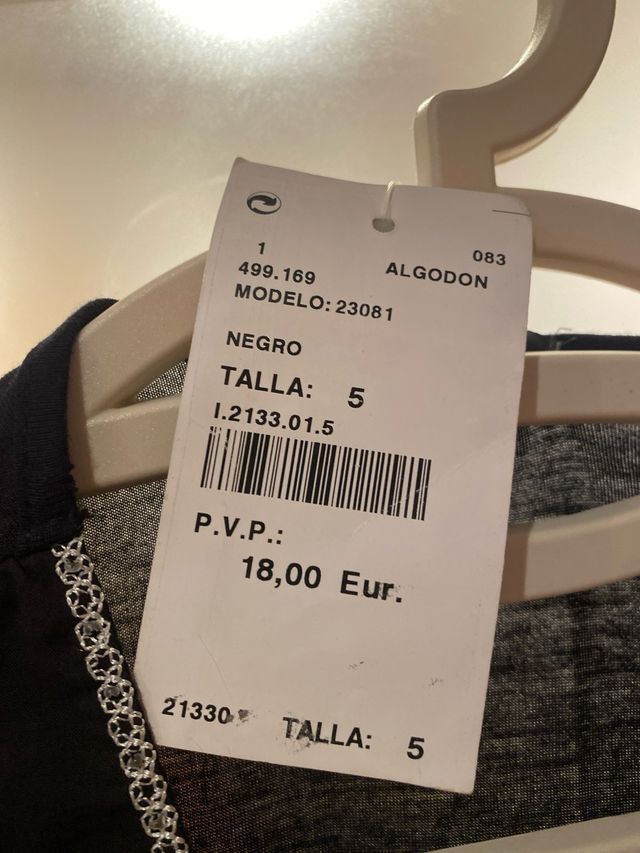 1
083
499.169
ALGODON
MODELO: 23081
NEGRO
TALLA: 5
I.2133.01.5
P.V.P.:
18,00 Eur.
21330
TALLA: 5